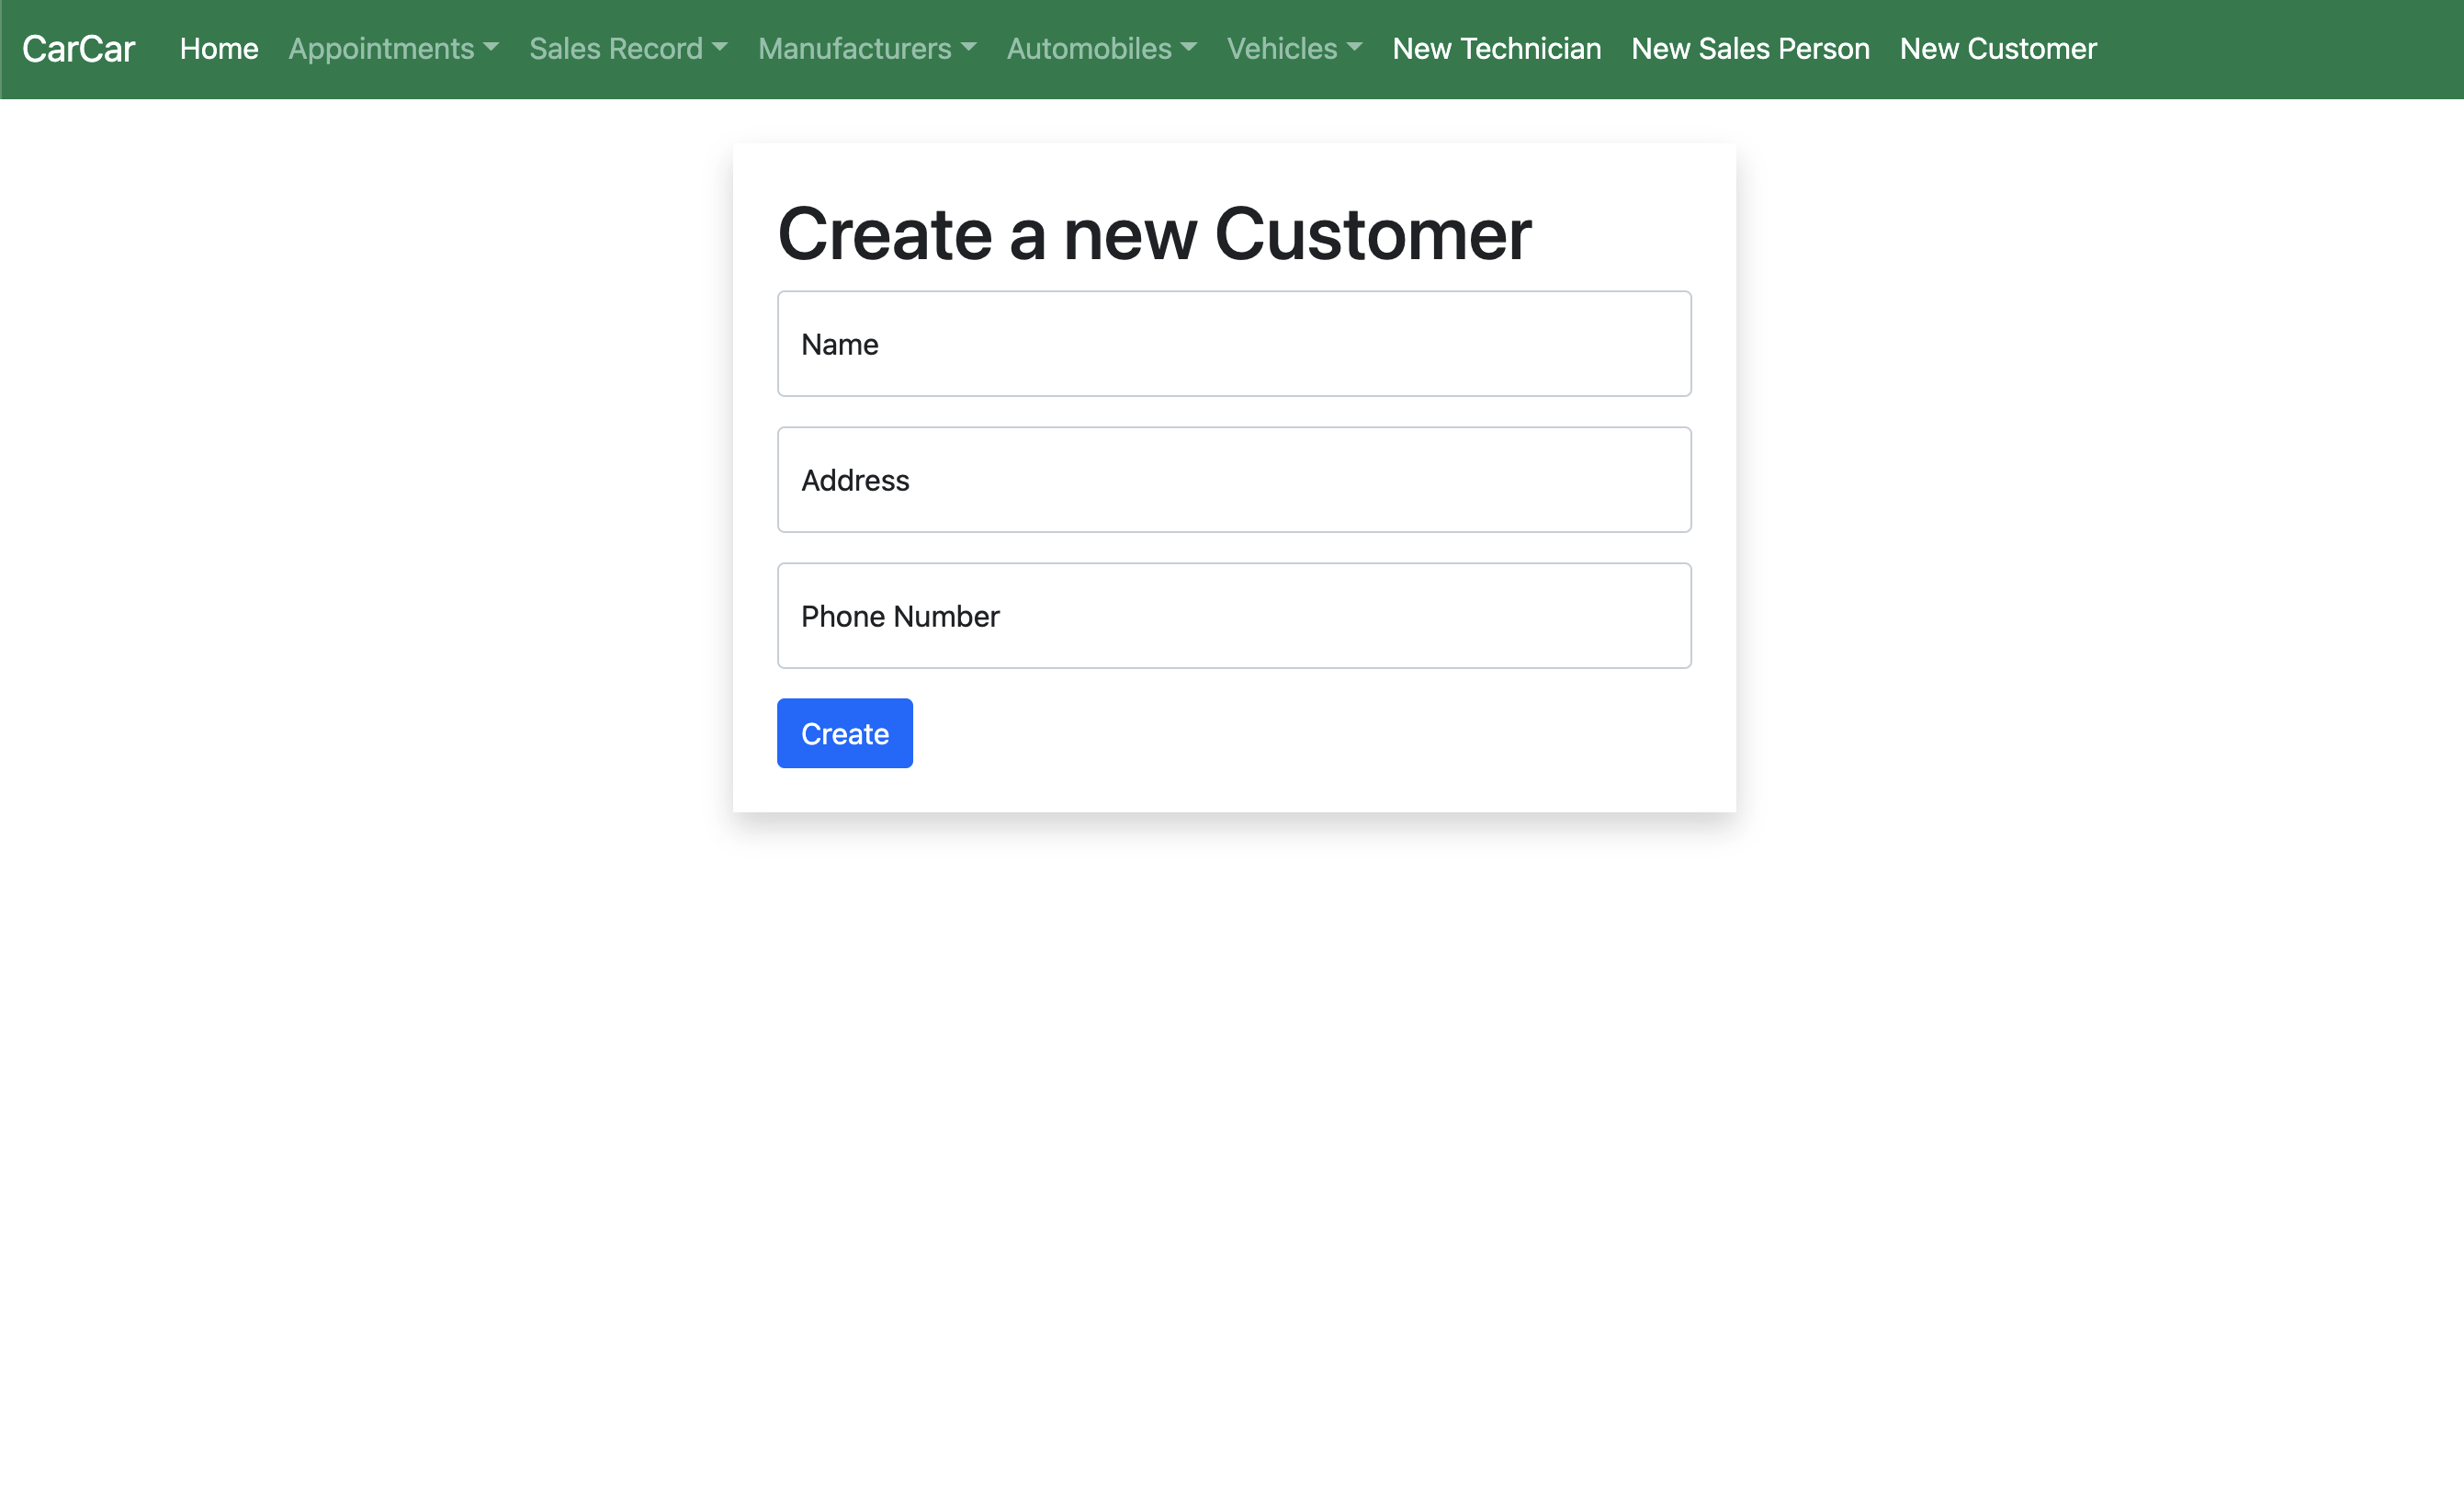 CarCar Home Appointments Sales Record Manufacturers Automobiles Vehicles New Technician New Sales Person New Customer
Create a new Customer
Name
Address
Phone Number
Create